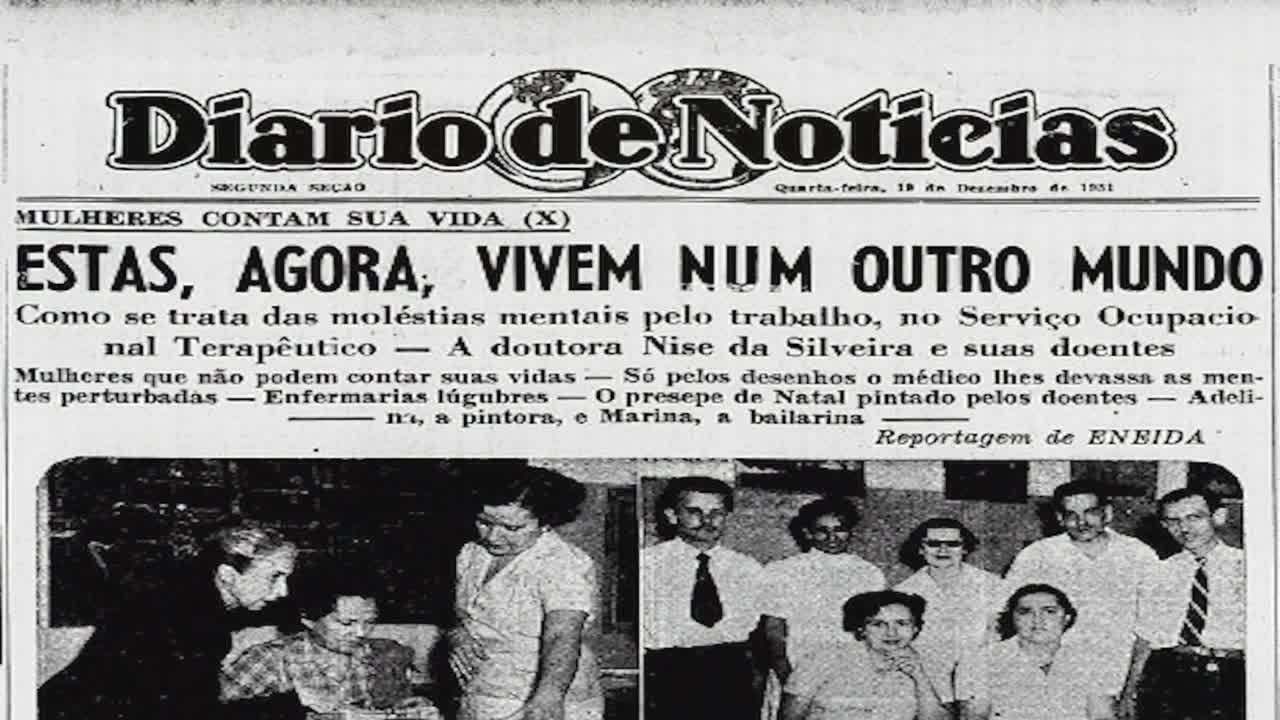 Diario de Noticias
SEGUNDA SEÇÃO
Quarta-feira, 19 de Dezembro de 1951
MULHERES CONTAM SUA VIDA (X)
ESTAS, AGORA, VIVEM NUM OUTRO MUNDO
Como se trata das moléstias mentais pelo trabalho, no Serviço Ocupacio-
nal Terapêutico — A doutora Nise da Silveira e suas doentes
Mulheres que não podem contar suas vidas — Só pelos desenhos o médico lhes devassa as men-
tes perturbadas — Enfermarias lúgubres — O presepe de Natal pintado pelos doentes — Adeli-
na, a pintora, e Marina, a bailarina
Reportagem de ENEIDA